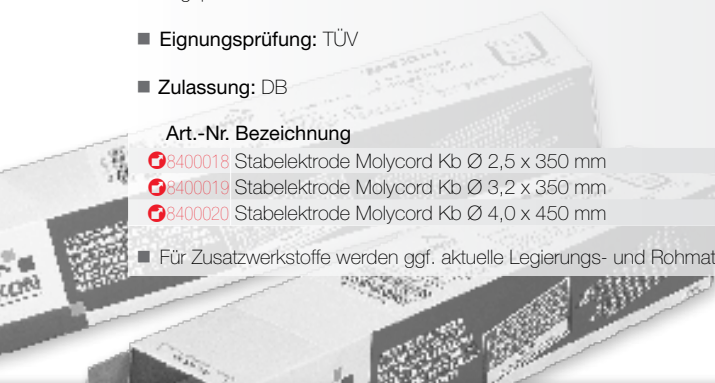 ■ Eignungsprüfung: TÜV
■ Zulassung: DB
Art.-Nr. Bezeichnung
8400018 Stabelektrode Molycord Kb Ø 2,5 x 350 mm
8400019 Stabelektrode Molycord Kb Ø 3,2 x 350 mm
8400020 Stabelektrode Molycord Kb Ø 4,0 x 450 mm
■ Für Zusatzwerkstoffe werden ggf. aktuelle Legierungs- und Rohmat